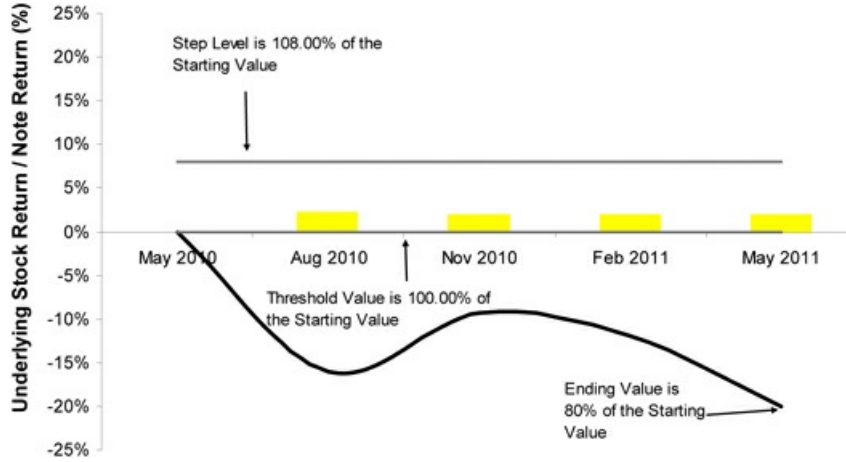 Underlying Stock Return / Note Return (%)
25%
20%
15%
10%
5%
0%
-5%
-10%
-15%
-20%
-25%
Step Level is 108.00% of the
Starting Value
May 2010
Aug 2010
Nov 2010
Feb 2011
May 2011
Threshold Value is 100.00% of
the Starting Value
Ending Value is
80% of the Starting
Value